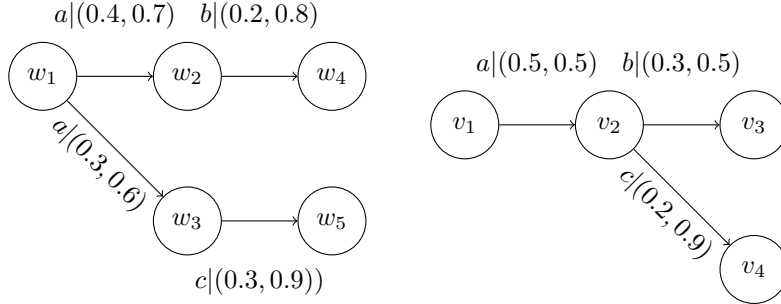 a|(0.4, 0.7) b|(0.2, 0.8)
w₁ w₂ w₄
a|(0.3, 0.6)
w₃ w₅
c|(0.3, 0.9))
a|(0.5, 0.5) b|(0.3, 0.5)
v₁ v₂ v₃
c|(0.2, 0.9)
v₄